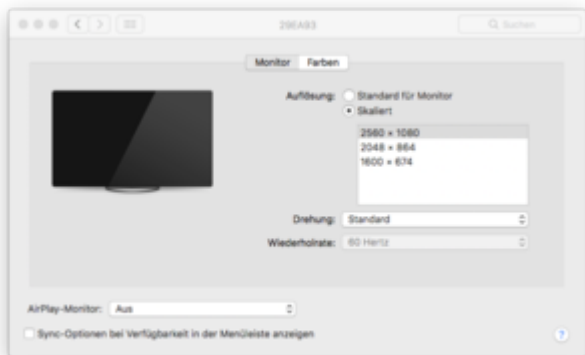 29EA93
Suchen
Monitor Farben
Auflösung: Standard für Monitor
Skaliert
2560 × 1080
2048 × 864
1600 × 674
Drehung: Standard
Wiederholrate: 60 Hertz
AirPlay-Monitor: Aus
Sync-Optionen bei Verfügbarkeit in der Menüleiste anzeigen
?